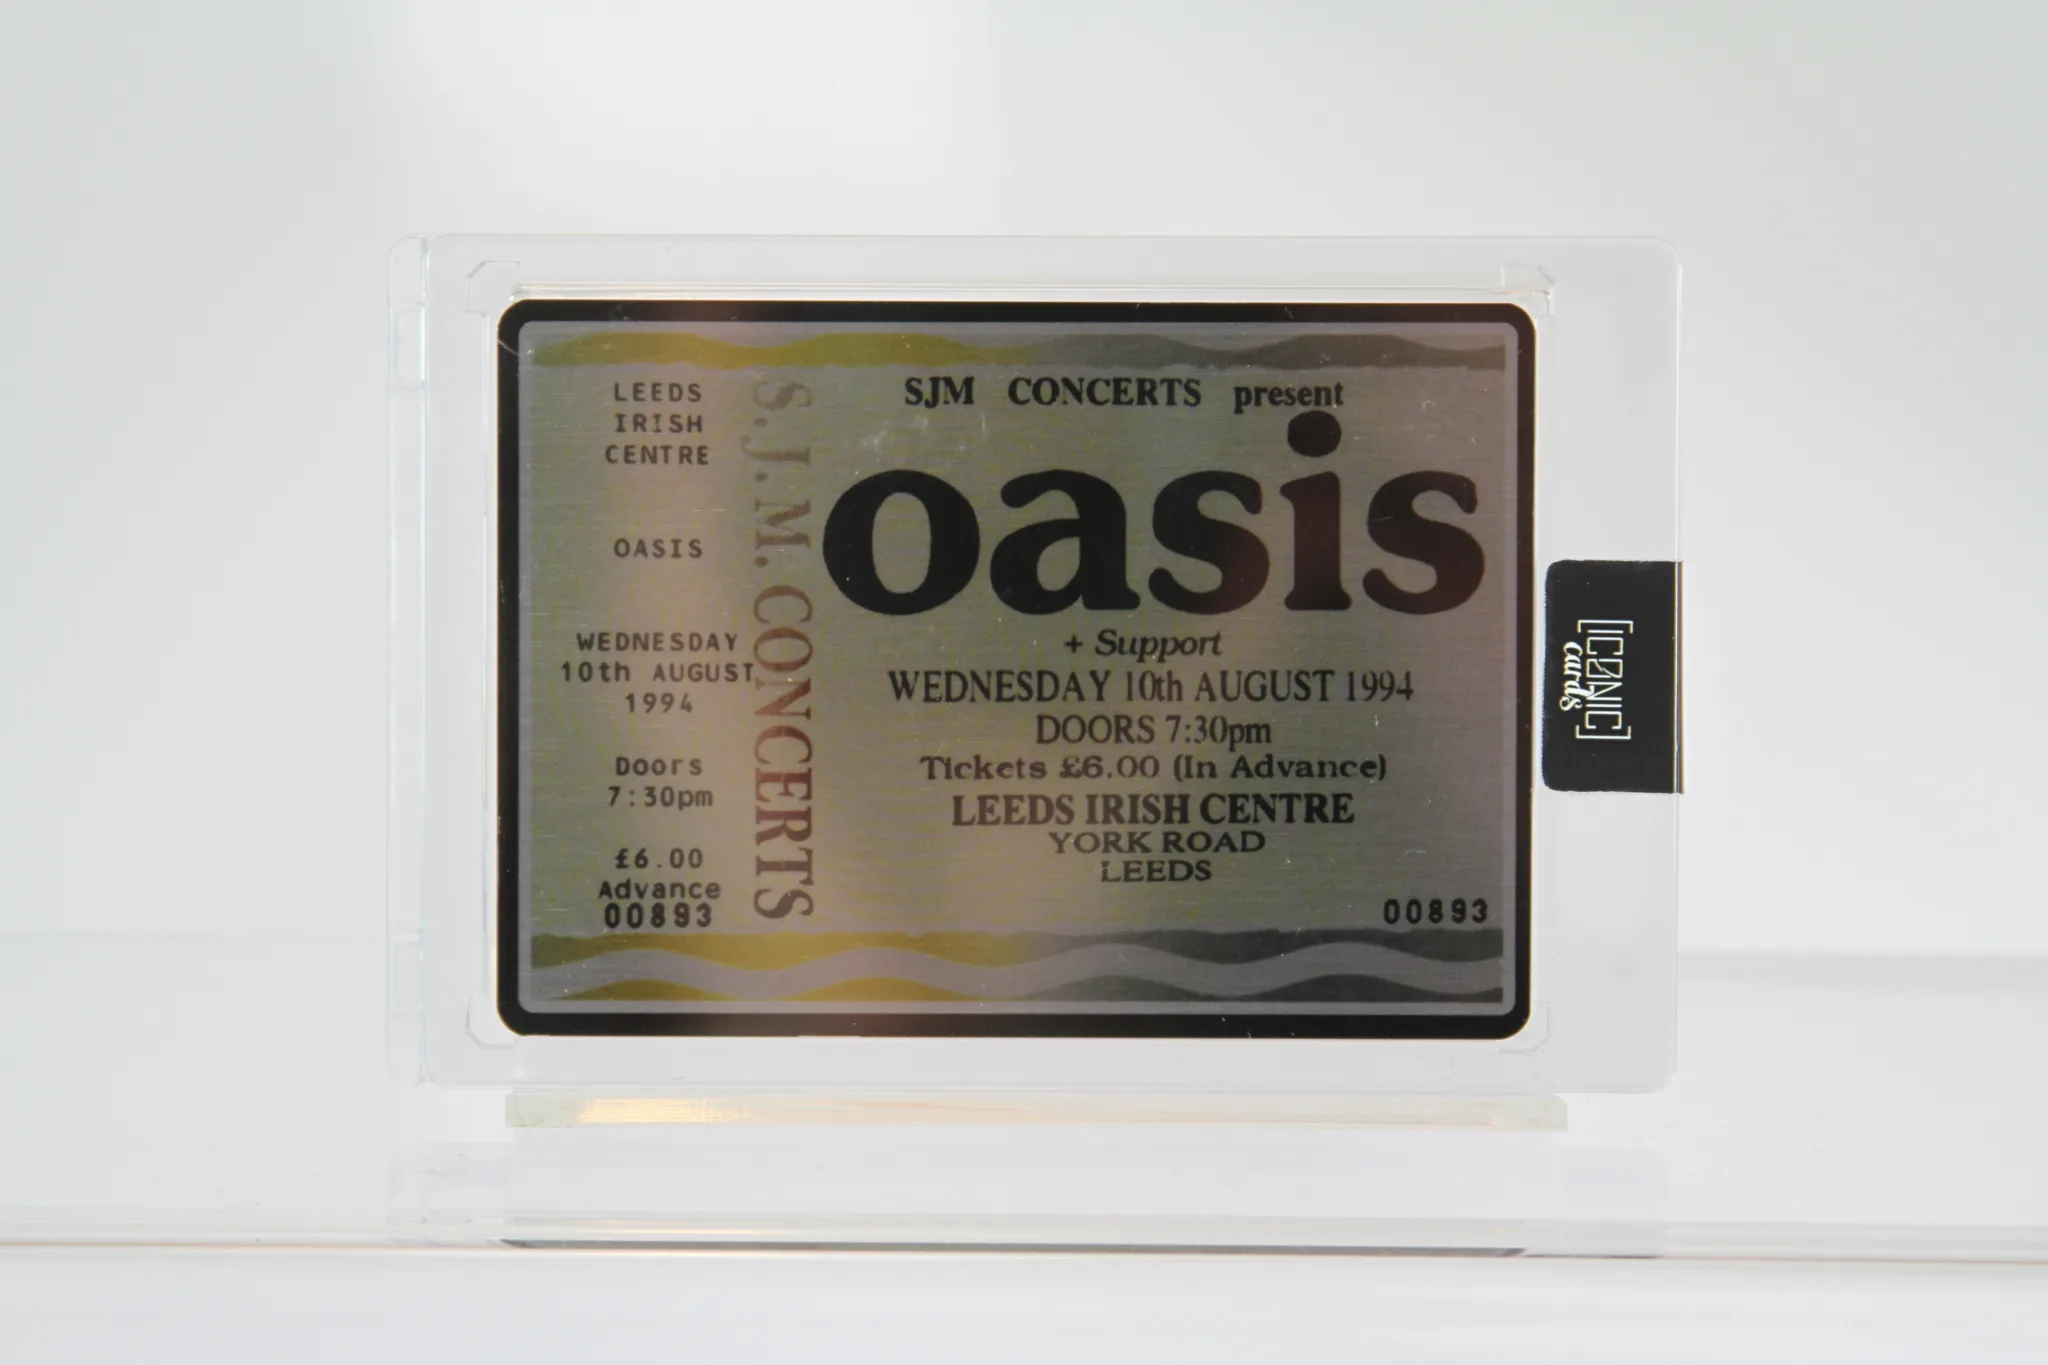 LEEDS
IRISH
CENTRE
OASIS
WEDNESDAY
10th AUGUST
1994
Doors
7:30pm
£6.00
Advance
00893
S.J.M. CONCERTS
SJM CONCERTS present
oasis
+ Support
WEDNESDAY 10th AUGUST 1994
DOORS 7:30pm
Tickets £6.00 (In Advance)
LEEDS IRISH CENTRE
YORK ROAD
LEEDS
00893
[ICONIC]
cards